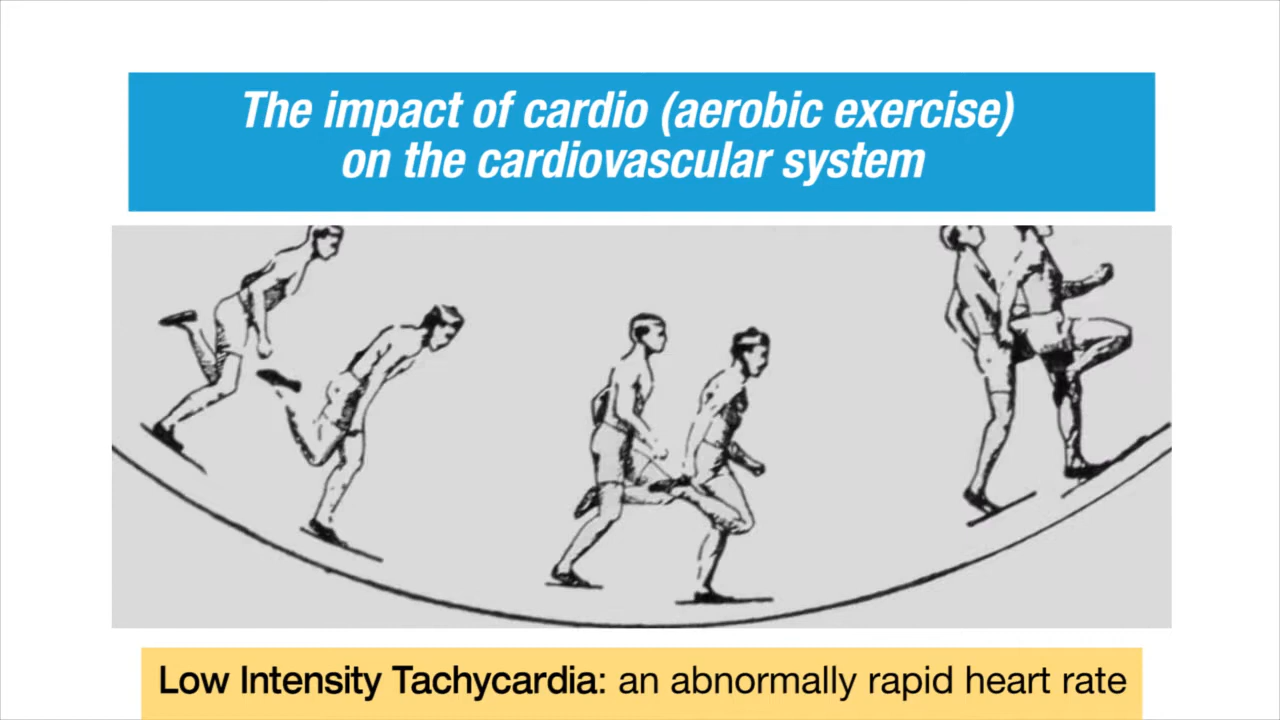 The impact of cardio (aerobic exercise)
on the cardiovascular system
Low Intensity Tachycardia: an abnormally rapid heart rate